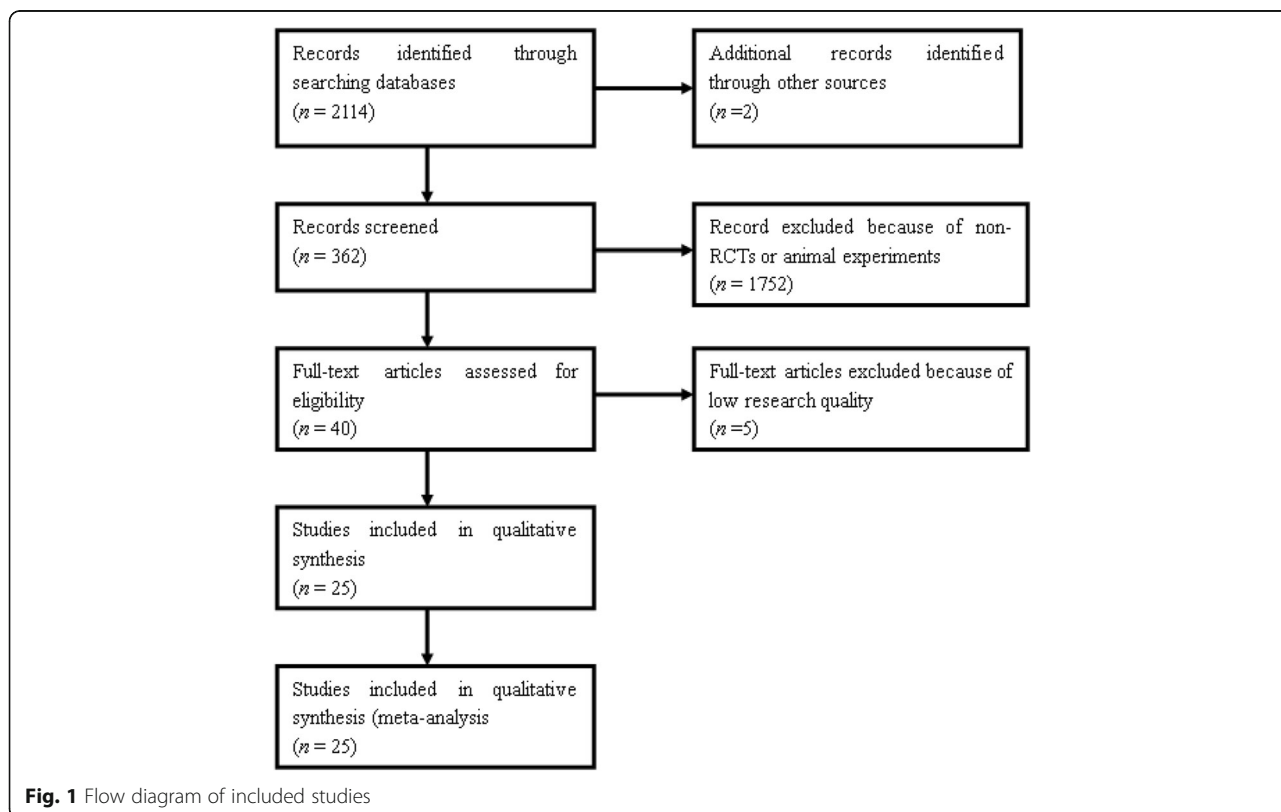 Records identified through
searching databases
(n = 2114)
Additional records identified
through other sources
(n =2)
Records screened
(n = 362)
Record excluded because of non-
RCTs or animal experiments
(n = 1752)
Full-text articles assessed for
eligibility
(n = 40)
Full-text articles excluded because of
low research quality
(n =5)
Studies included in qualitative
synthesis
(n = 25)
Studies included in qualitative
synthesis (meta-analysis
(n = 25)
Fig. 1 Flow diagram of included studies